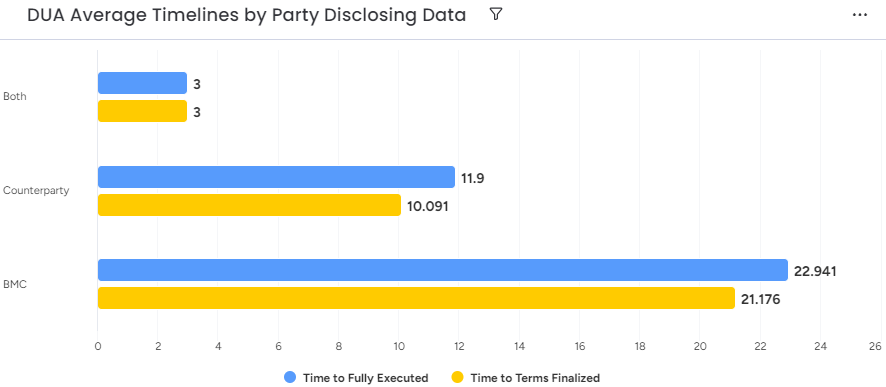 DUA Average Timelines by Party Disclosing Data
Both
3
3
Counterparty
11.9
10.091
BMC
22.941
21.176
0 2 4 6 8 10 12 14 16 18 20 22 24 26
Time to Fully Executed Time to Terms Finalized